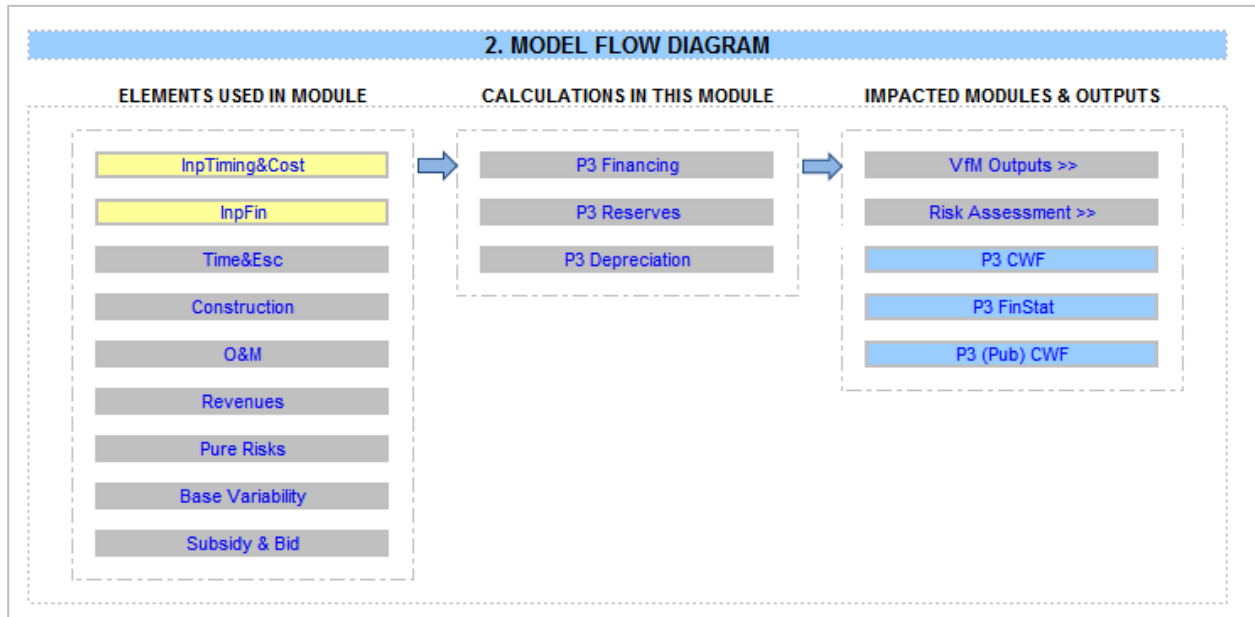 2. MODEL FLOW DIAGRAM
ELEMENTS USED IN MODULE
InpTiming&Cost
InpFin
Time&Esc
Construction
O&M
Revenues
Pure Risks
Base Variability
Subsidy & Bid
CALCULATIONS IN THIS MODULE
P3 Financing
P3 Reserves
P3 Depreciation
IMPACTED MODULES & OUTPUTS
VfM Outputs >>
Risk Assessment >>
P3 CWF
P3 FinStat
P3 (Pub) CWF